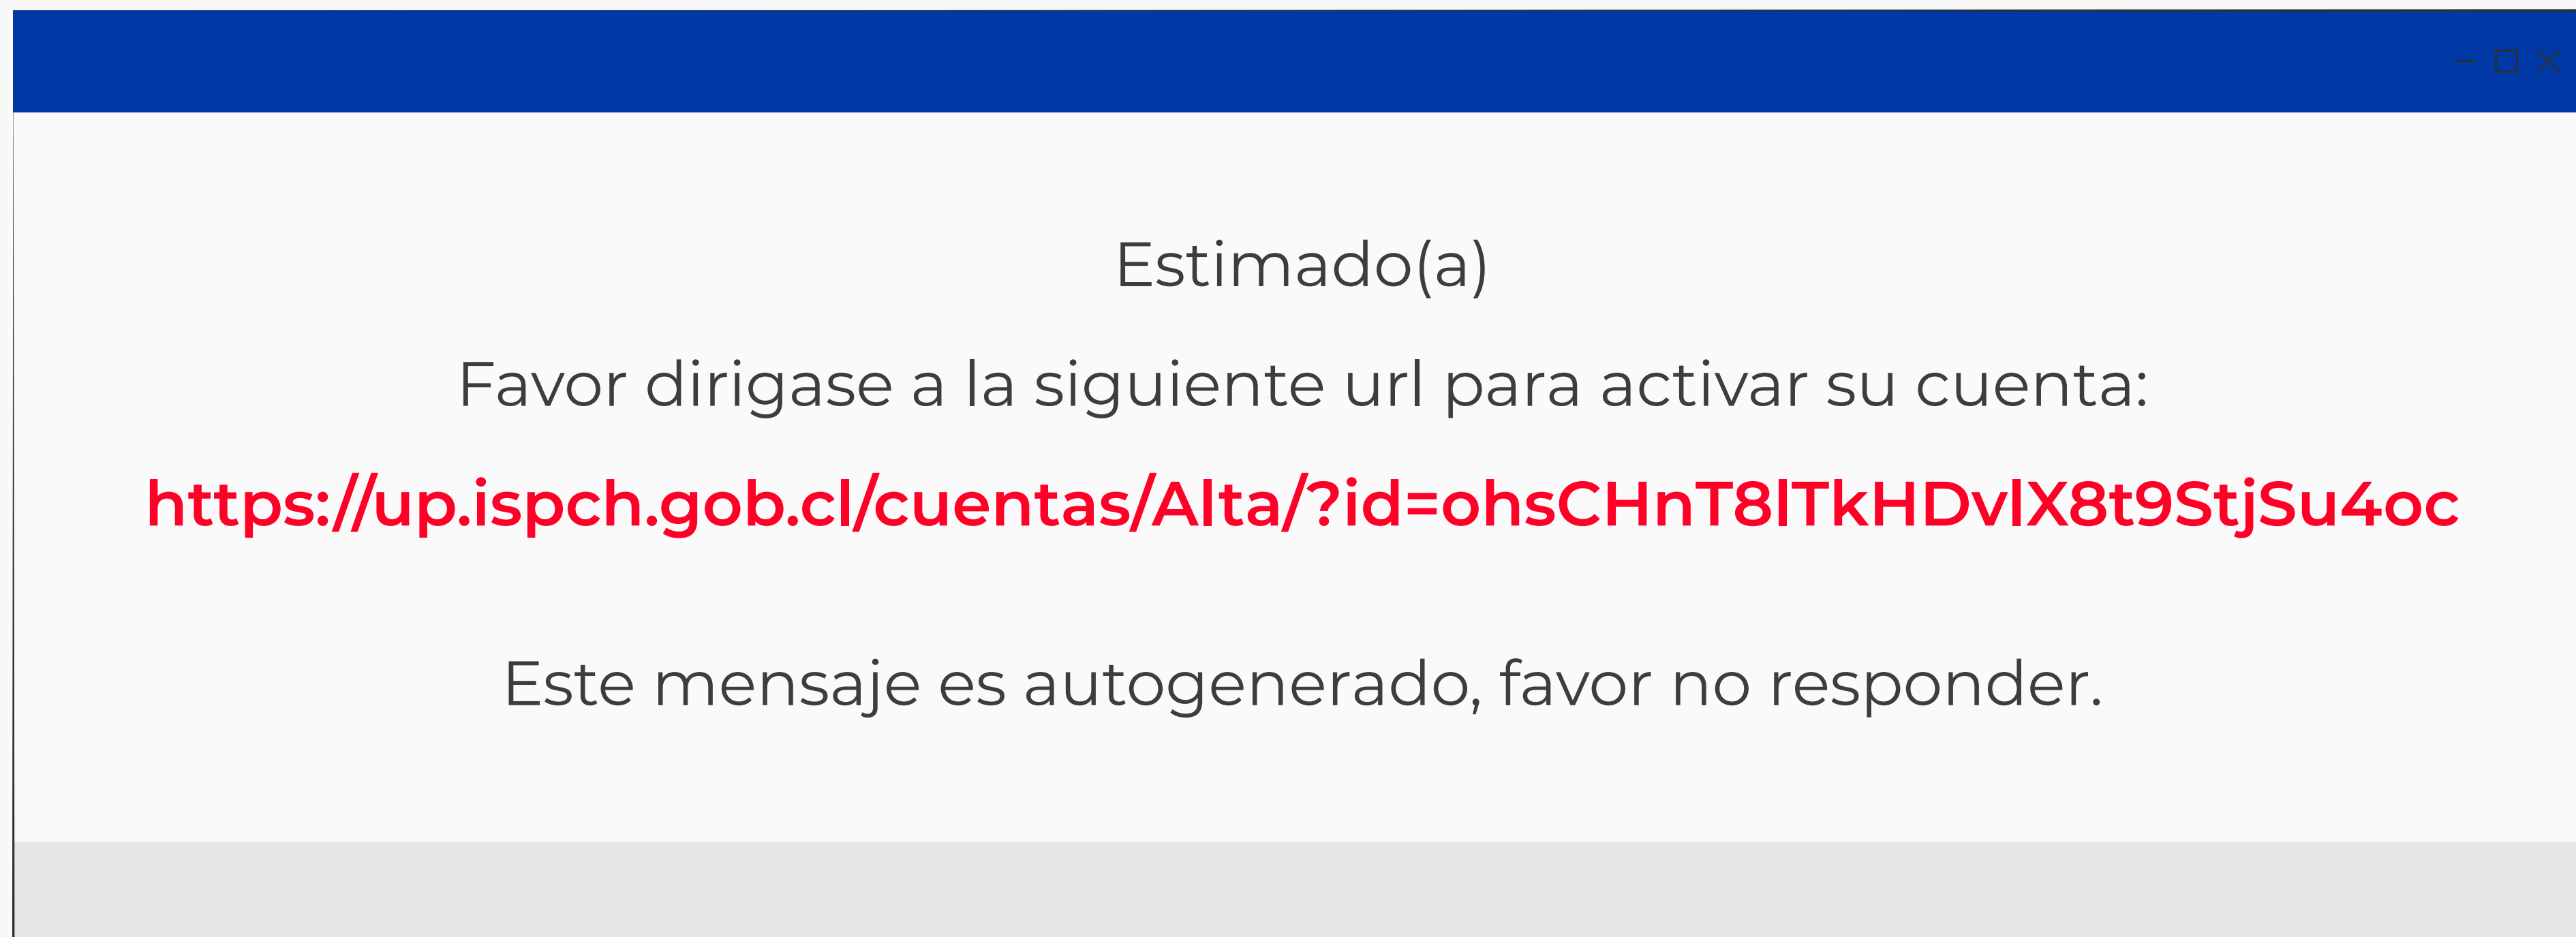 Estimado(a)
Favor dirigase a la siguiente url para activar su cuenta:
https://up.ispch.gob.cl/cuentas/Alta/?id=ohsCHnT8lTkHDvlX8t9StjSu4oc
Este mensaje es autogenerado, favor no responder.